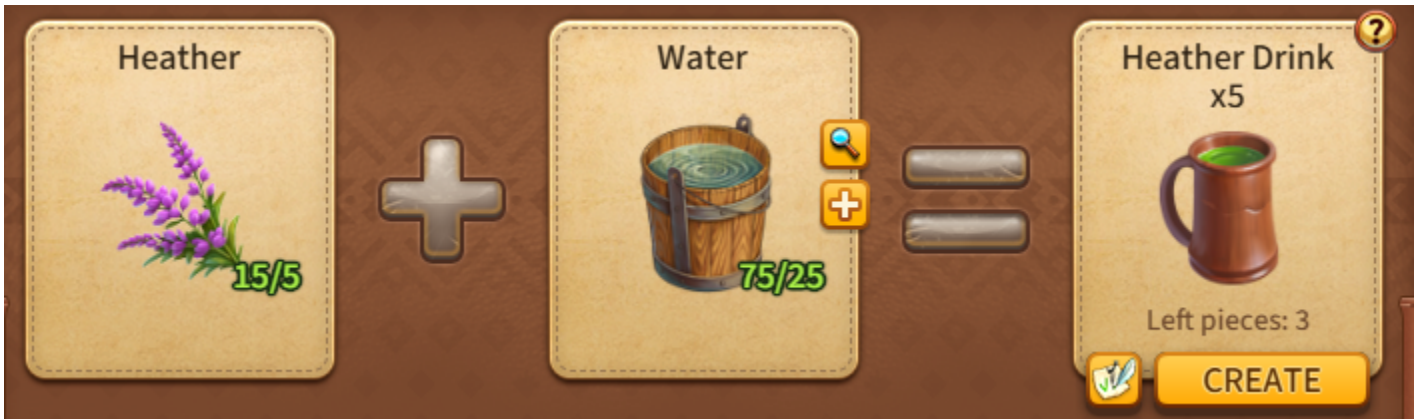 Heather
15/5
Water
75/25
?
Heather Drink
x5
Left pieces: 3
CREATE